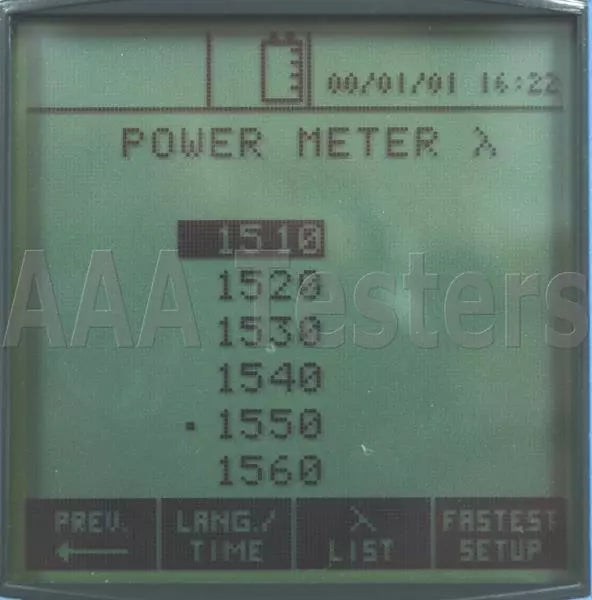 00/01/01 16:22
POWER METER λ
1510
AAA Testers
1520
1530
1540
▪ 1550
1560
PREV. LANG./ λ FASTEST
← TIME LIST SETUP